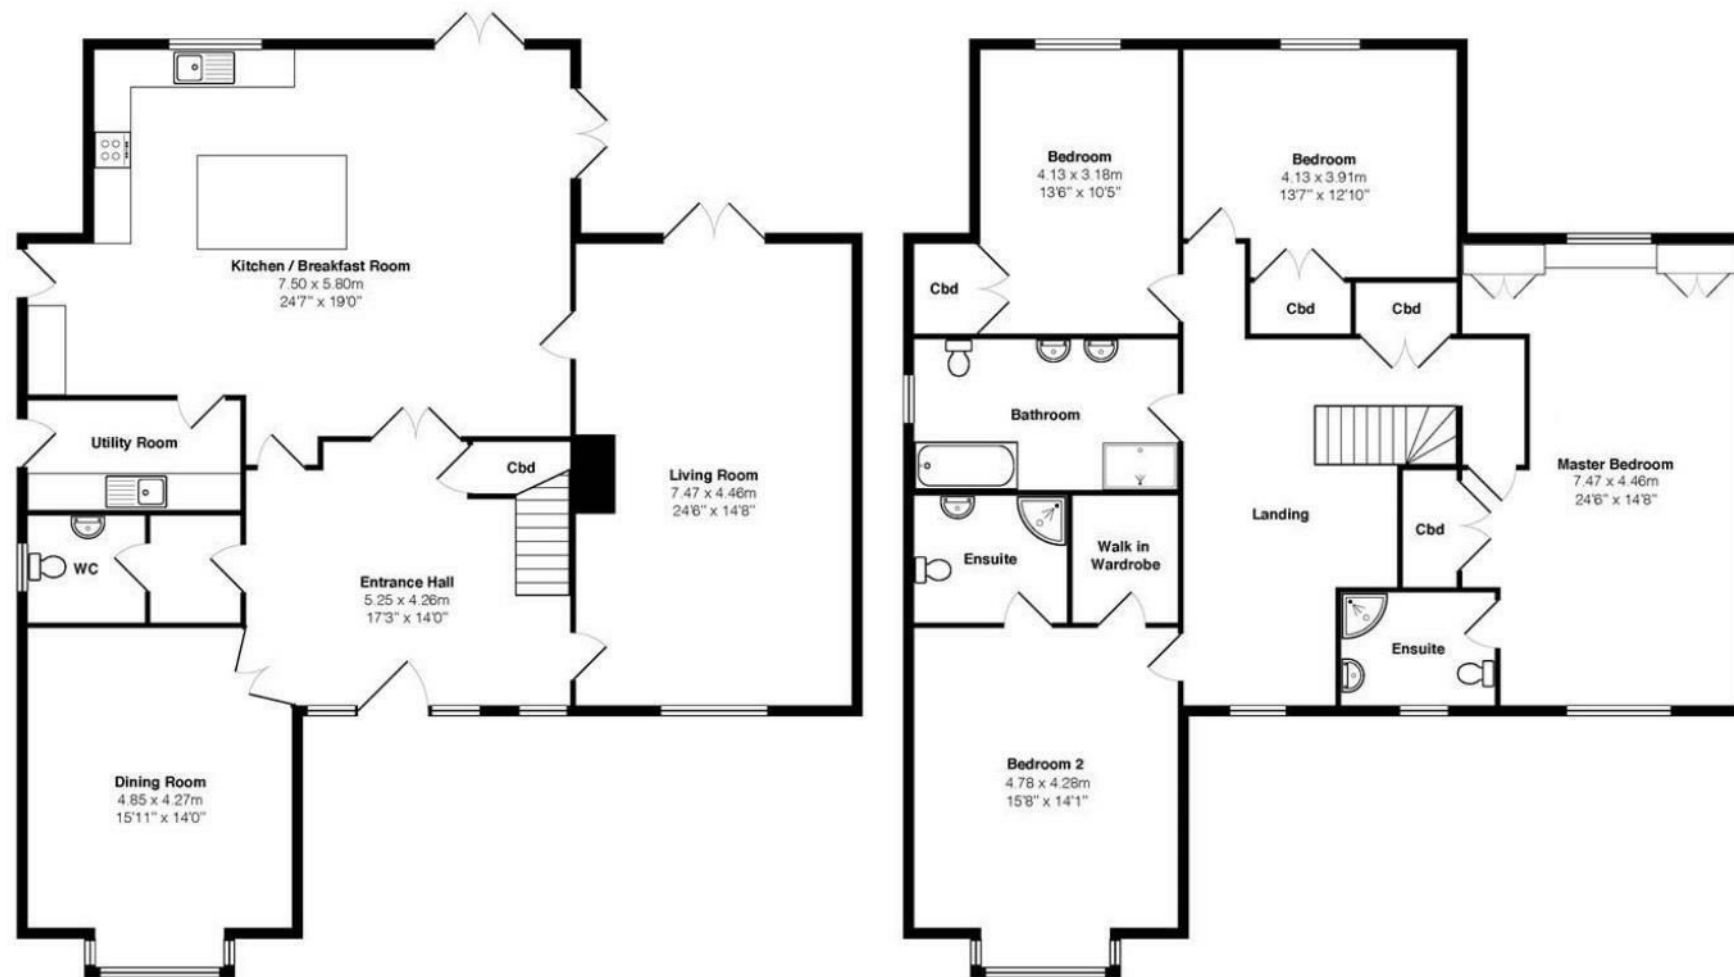 Kitchen / Breakfast Room
7.50 x 5.80m
24'7" x 19'0"
Utility Room
Cbd
WC
Entrance Hall
5.25 x 4.26m
17'3" x 14'0"
Living Room
7.47 x 4.46m
24'6" x 14'8"
Dining Room
4.85 x 4.27m
15'11" x 14'0"
Bedroom
4.13 x 3.18m
13'6" x 10'5"
Bedroom
4.13 x 3.91m
13'7" x 12'10"
Cbd
Cbd
Cbd
Bathroom
Master Bedroom
7.47 x 4.46m
24'6" x 14'8"
Landing
Cbd
Ensuite
Walk in
Wardrobe
Ensuite
Bedroom 2
4.78 x 4.28m
15'8" x 14'1"